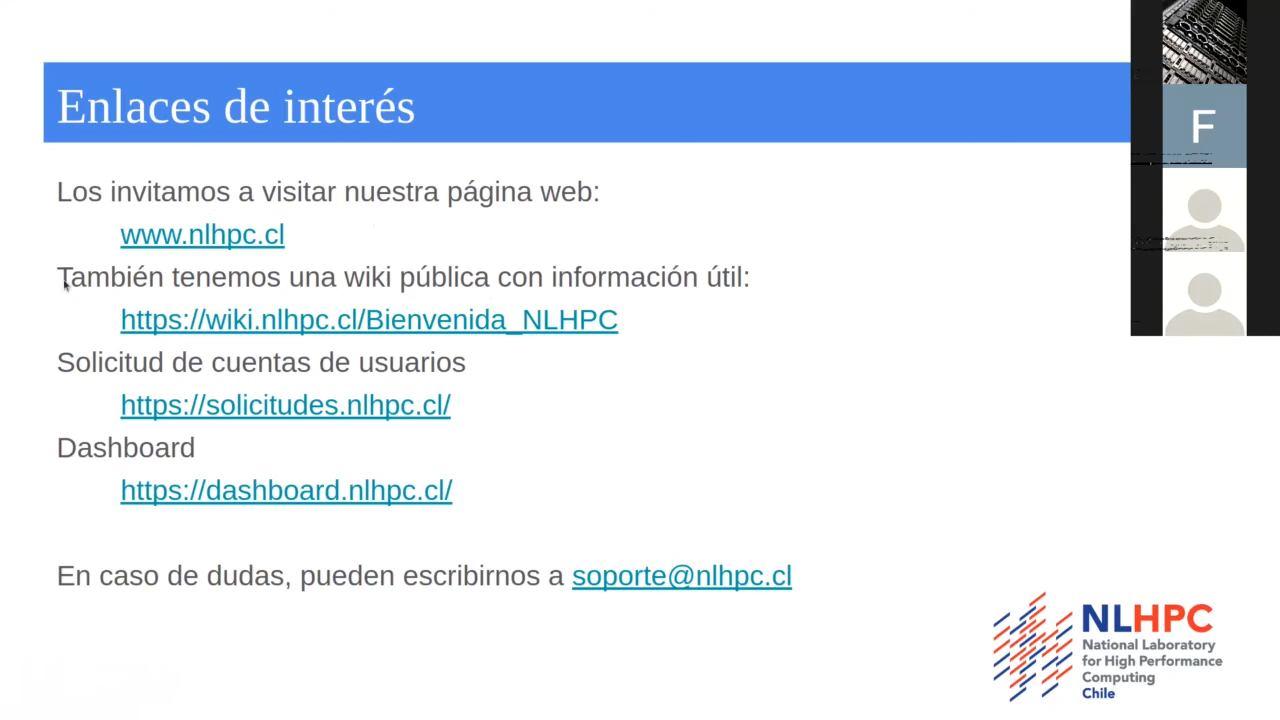 Enlaces de interés
F
Los invitamos a visitar nuestra página web:
www.nlhpc.cl
También tenemos una wiki pública con información útil:
https://wiki.nlhpc.cl/Bienvenida_NLHPC
Solicitud de cuentas de usuarios
https://solicitudes.nlhpc.cl/
Dashboard
https://dashboard.nlhpc.cl/
En caso de dudas, pueden escribirnos a soporte@nlhpc.cl
NLHPC
National Laboratory
for High Performance
Computing
Chile